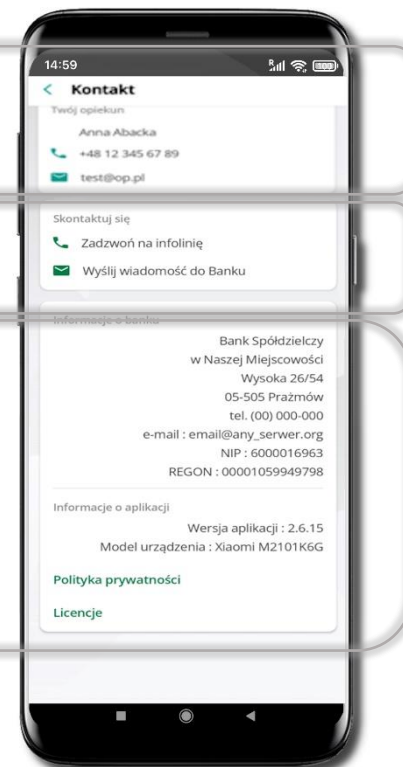 14:59
Kontakt
Twój opiekun
Anna Abacka
+48 12 345 67 89
test@op.pl
Skontaktuj się
Zadzwoń na infolinię
Wyślij wiadomość do Banku
Informacje o banku
Bank Spółdzielczy
w Naszej Miejscowości
Wysoka 26/54
05-505 Prażmów
tel. (00) 000-000
e-mail : email@any_serwer.org
NIP : 6000016963
REGON : 00001059949798
Informacje o aplikacji
Wersja aplikacji : 2.6.15
Model urządzenia : Xiaomi M2101K6G
Polityka prywatności
Licencje